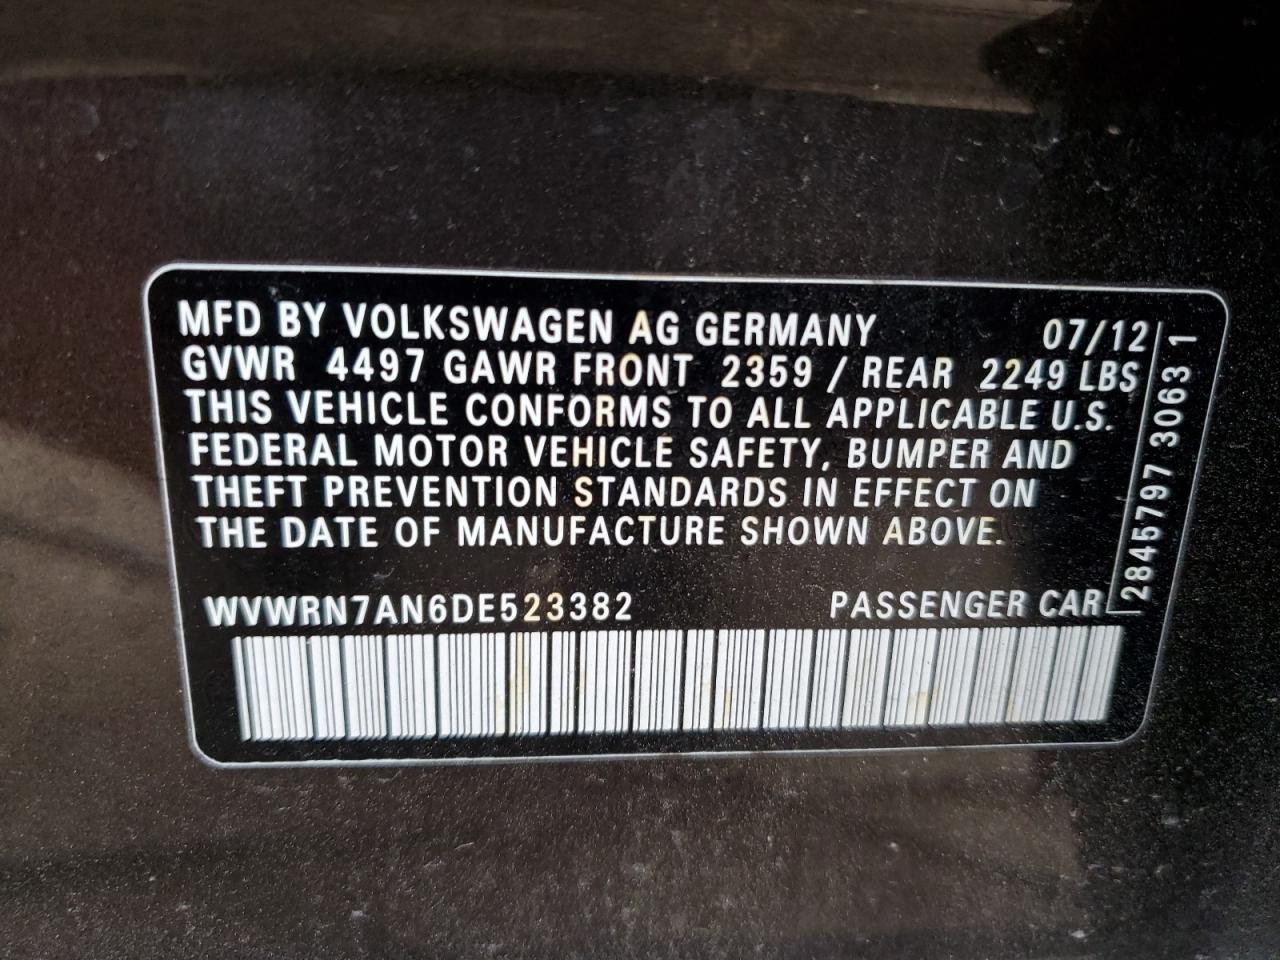 MFD BY VOLKSWAGEN AG GERMANY 07/12
GVWR 4497 GAWR FRONT 2359 / REAR 2249 LBS
THIS VEHICLE CONFORMS TO ALL APPLICABLE U.S.
FEDERAL MOTOR VEHICLE SAFETY, BUMPER AND
THEFT PREVENTION STANDARDS IN EFFECT ON
THE DATE OF MANUFACTURE SHOWN ABOVE.
WVWRN7AN6DE523382 PASSENGER CAR
2845797 3063 1